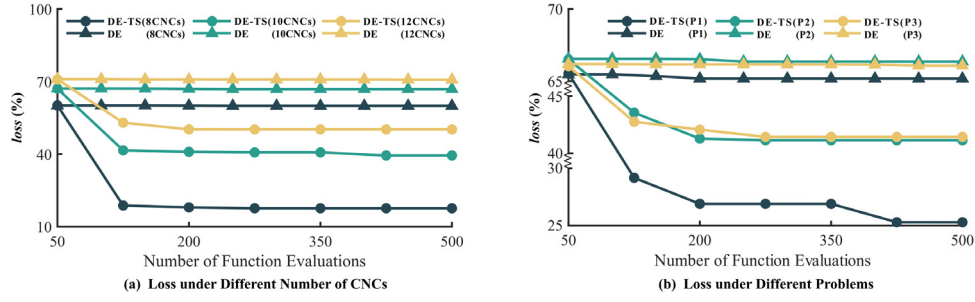 100
DE-TS(8CNCs) DE-TS(10CNCs) DE-TS(12CNCs)
DE (8CNCs) DE (10CNCs) DE (12CNCs)
70
loss (%)
40
10
50 200 350 500
Number of Function Evaluations
(a) Loss under Different Number of CNCs
70
DE-TS(P1) DE-TS(P2) DE-TS(P3)
DE (P1) DE (P2) DE (P3)
65
45
loss (%)
40
30
25
50 200 350 500
Number of Function Evaluations
(b) Loss under Different Problems